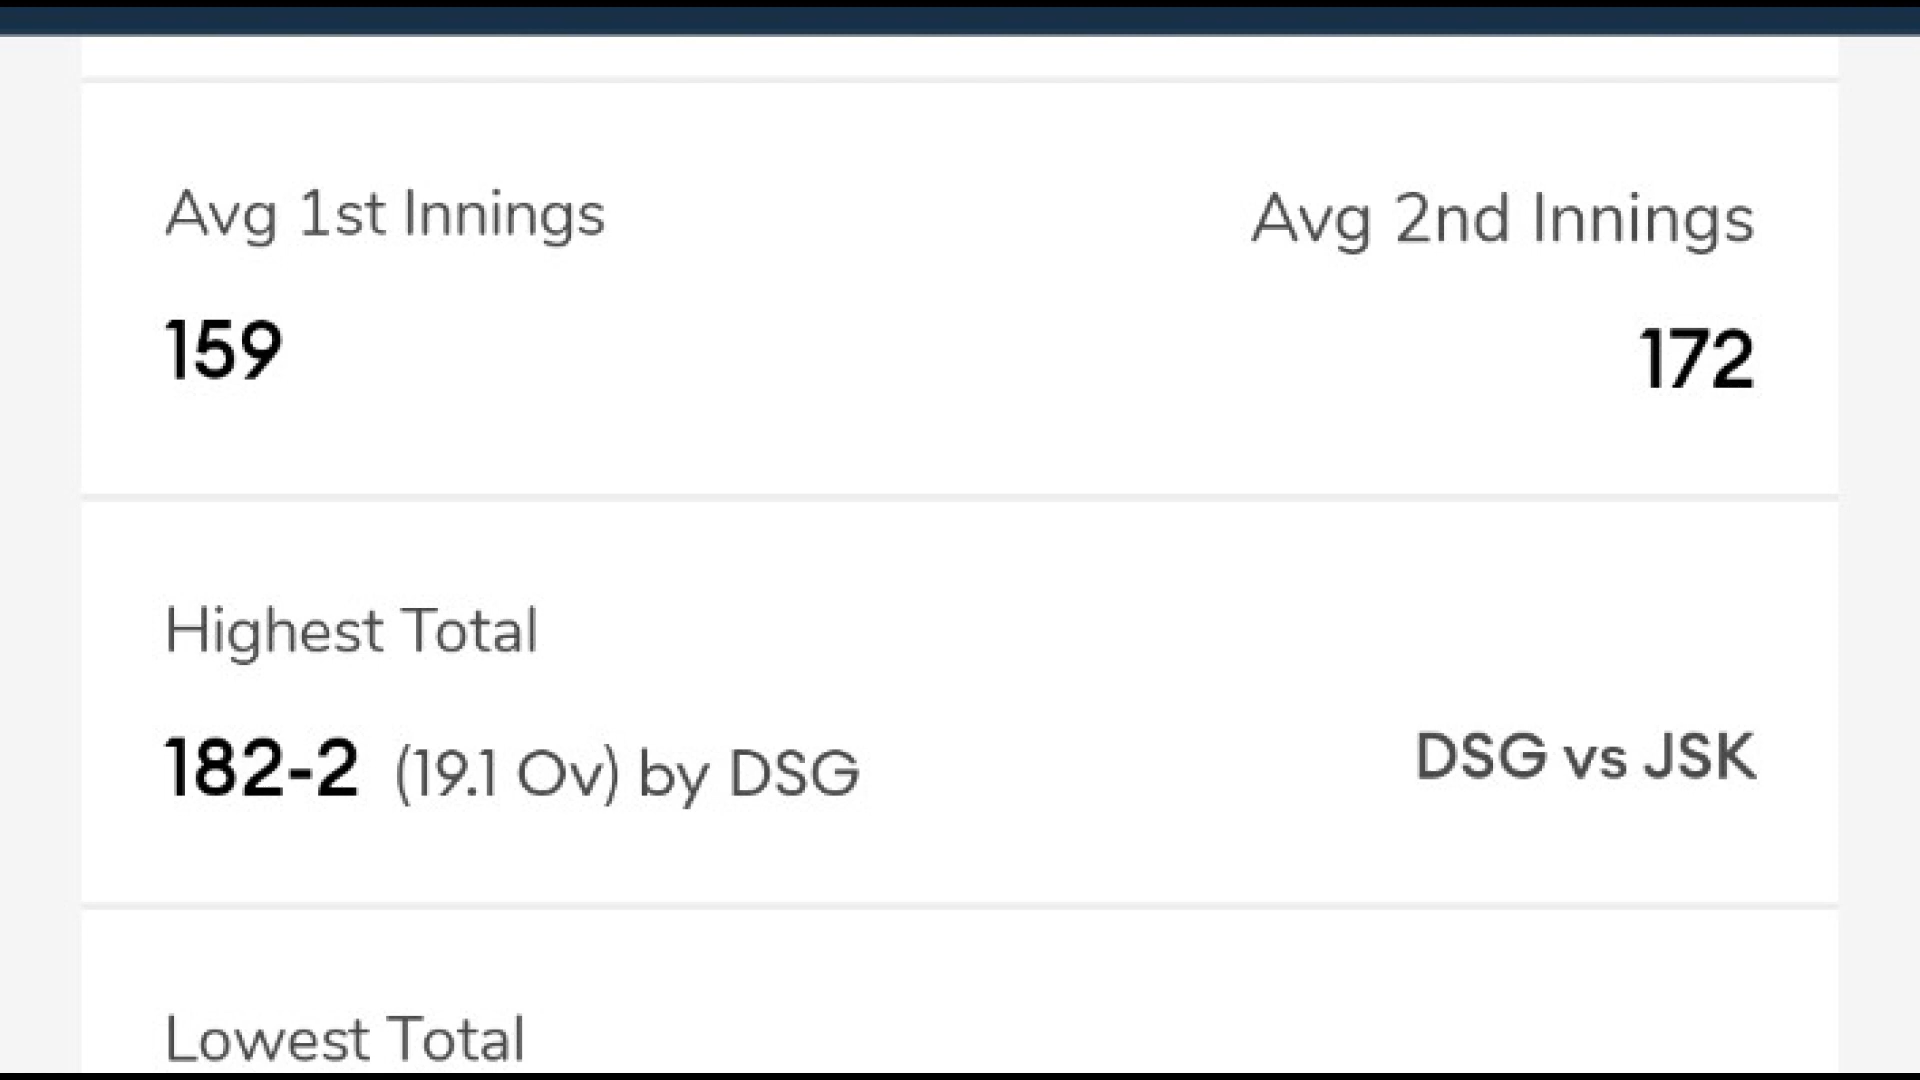 Avg 1st Innings
Avg 2nd Innings
159
172
Highest Total
182-2 (19.1 Ov) by DSG
DSG vs JSK
Lowest Total